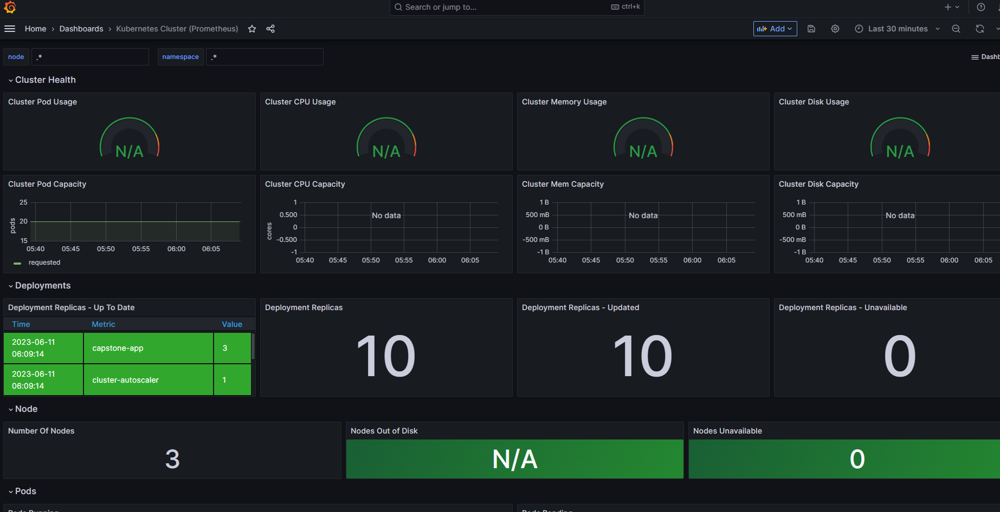 Search or jump to...
ctrl+k
Home › Dashboards › Kubernetes Cluster (Prometheus)
Add
Last 30 minutes
node
.*
namespace
.*
Dashb
Cluster Health
Cluster Pod Usage
Cluster CPU Usage
Cluster Memory Usage
Cluster Disk Usage
N/A
N/A
N/A
N/A
Cluster Pod Capacity
25
20
15
pods
05:40 05:45 05:50 05:55 06:00 06:05
requested
Cluster CPU Capacity
1
0.500
0
-0.500
-1
cores
No data
05:40 05:45 05:50 05:55 06:00 06:05
Cluster Mem Capacity
1 B
500 mB
0 B
-500 mB
-1 B
No data
05:40 05:45 05:50 05:55 06:00 06:05
Cluster Disk Capacity
1 B
500 mB
0 B
-500 mB
-1 B
No data
05:40 05:45 05:50 05:55 06:00 06:05
Deployments
Deployment Replicas - Up To Date
Time Metric Value
2023-06-11
06:09:14
capstone-app
3
2023-06-11
06:09:14
cluster-autoscaler
1
Deployment Replicas
10
Deployment Replicas - Updated
10
Deployment Replicas - Unavailable
0
Node
Number Of Nodes
3
Nodes Out of Disk
N/A
Nodes Unavailable
0
Pods
Pods Running
Pods Pending